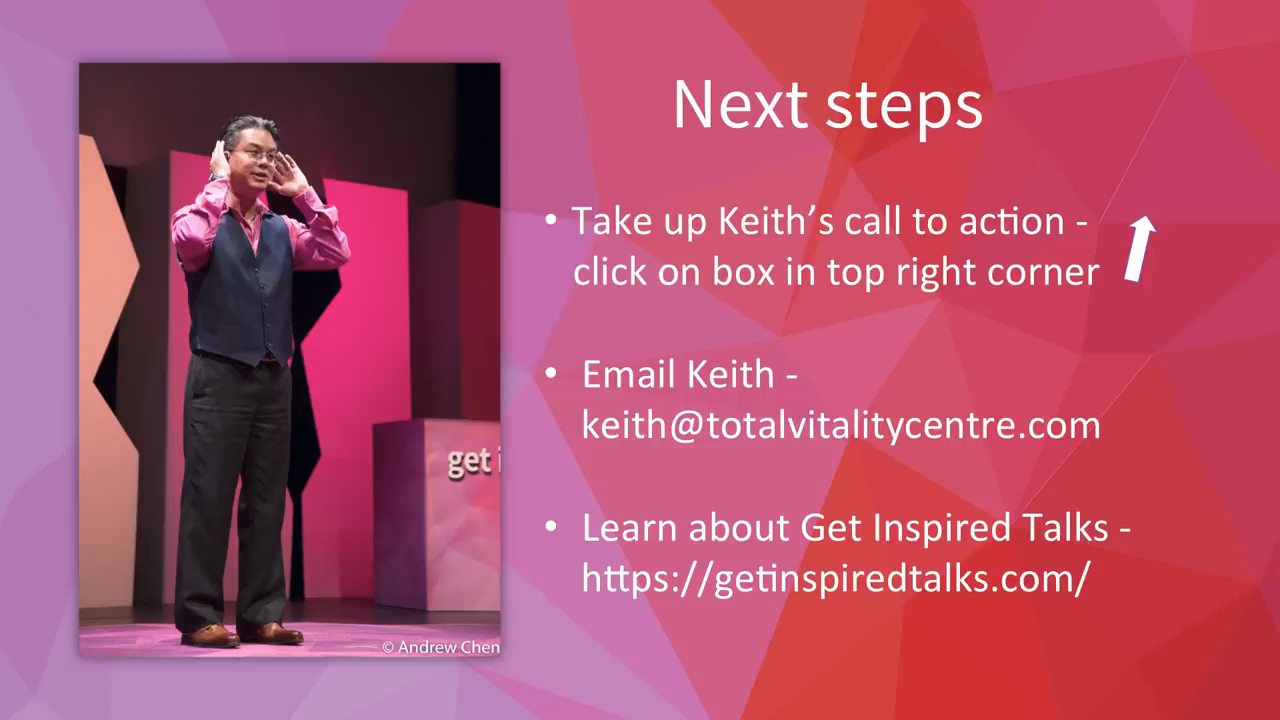 Next steps
• Take up Keith’s call to action -
click on box in top right corner
• Email Keith -
keith@totalvitalitycentre.com
• Learn about Get Inspired Talks -
https://getinspiredtalks.com/
get i
© Andrew Chen